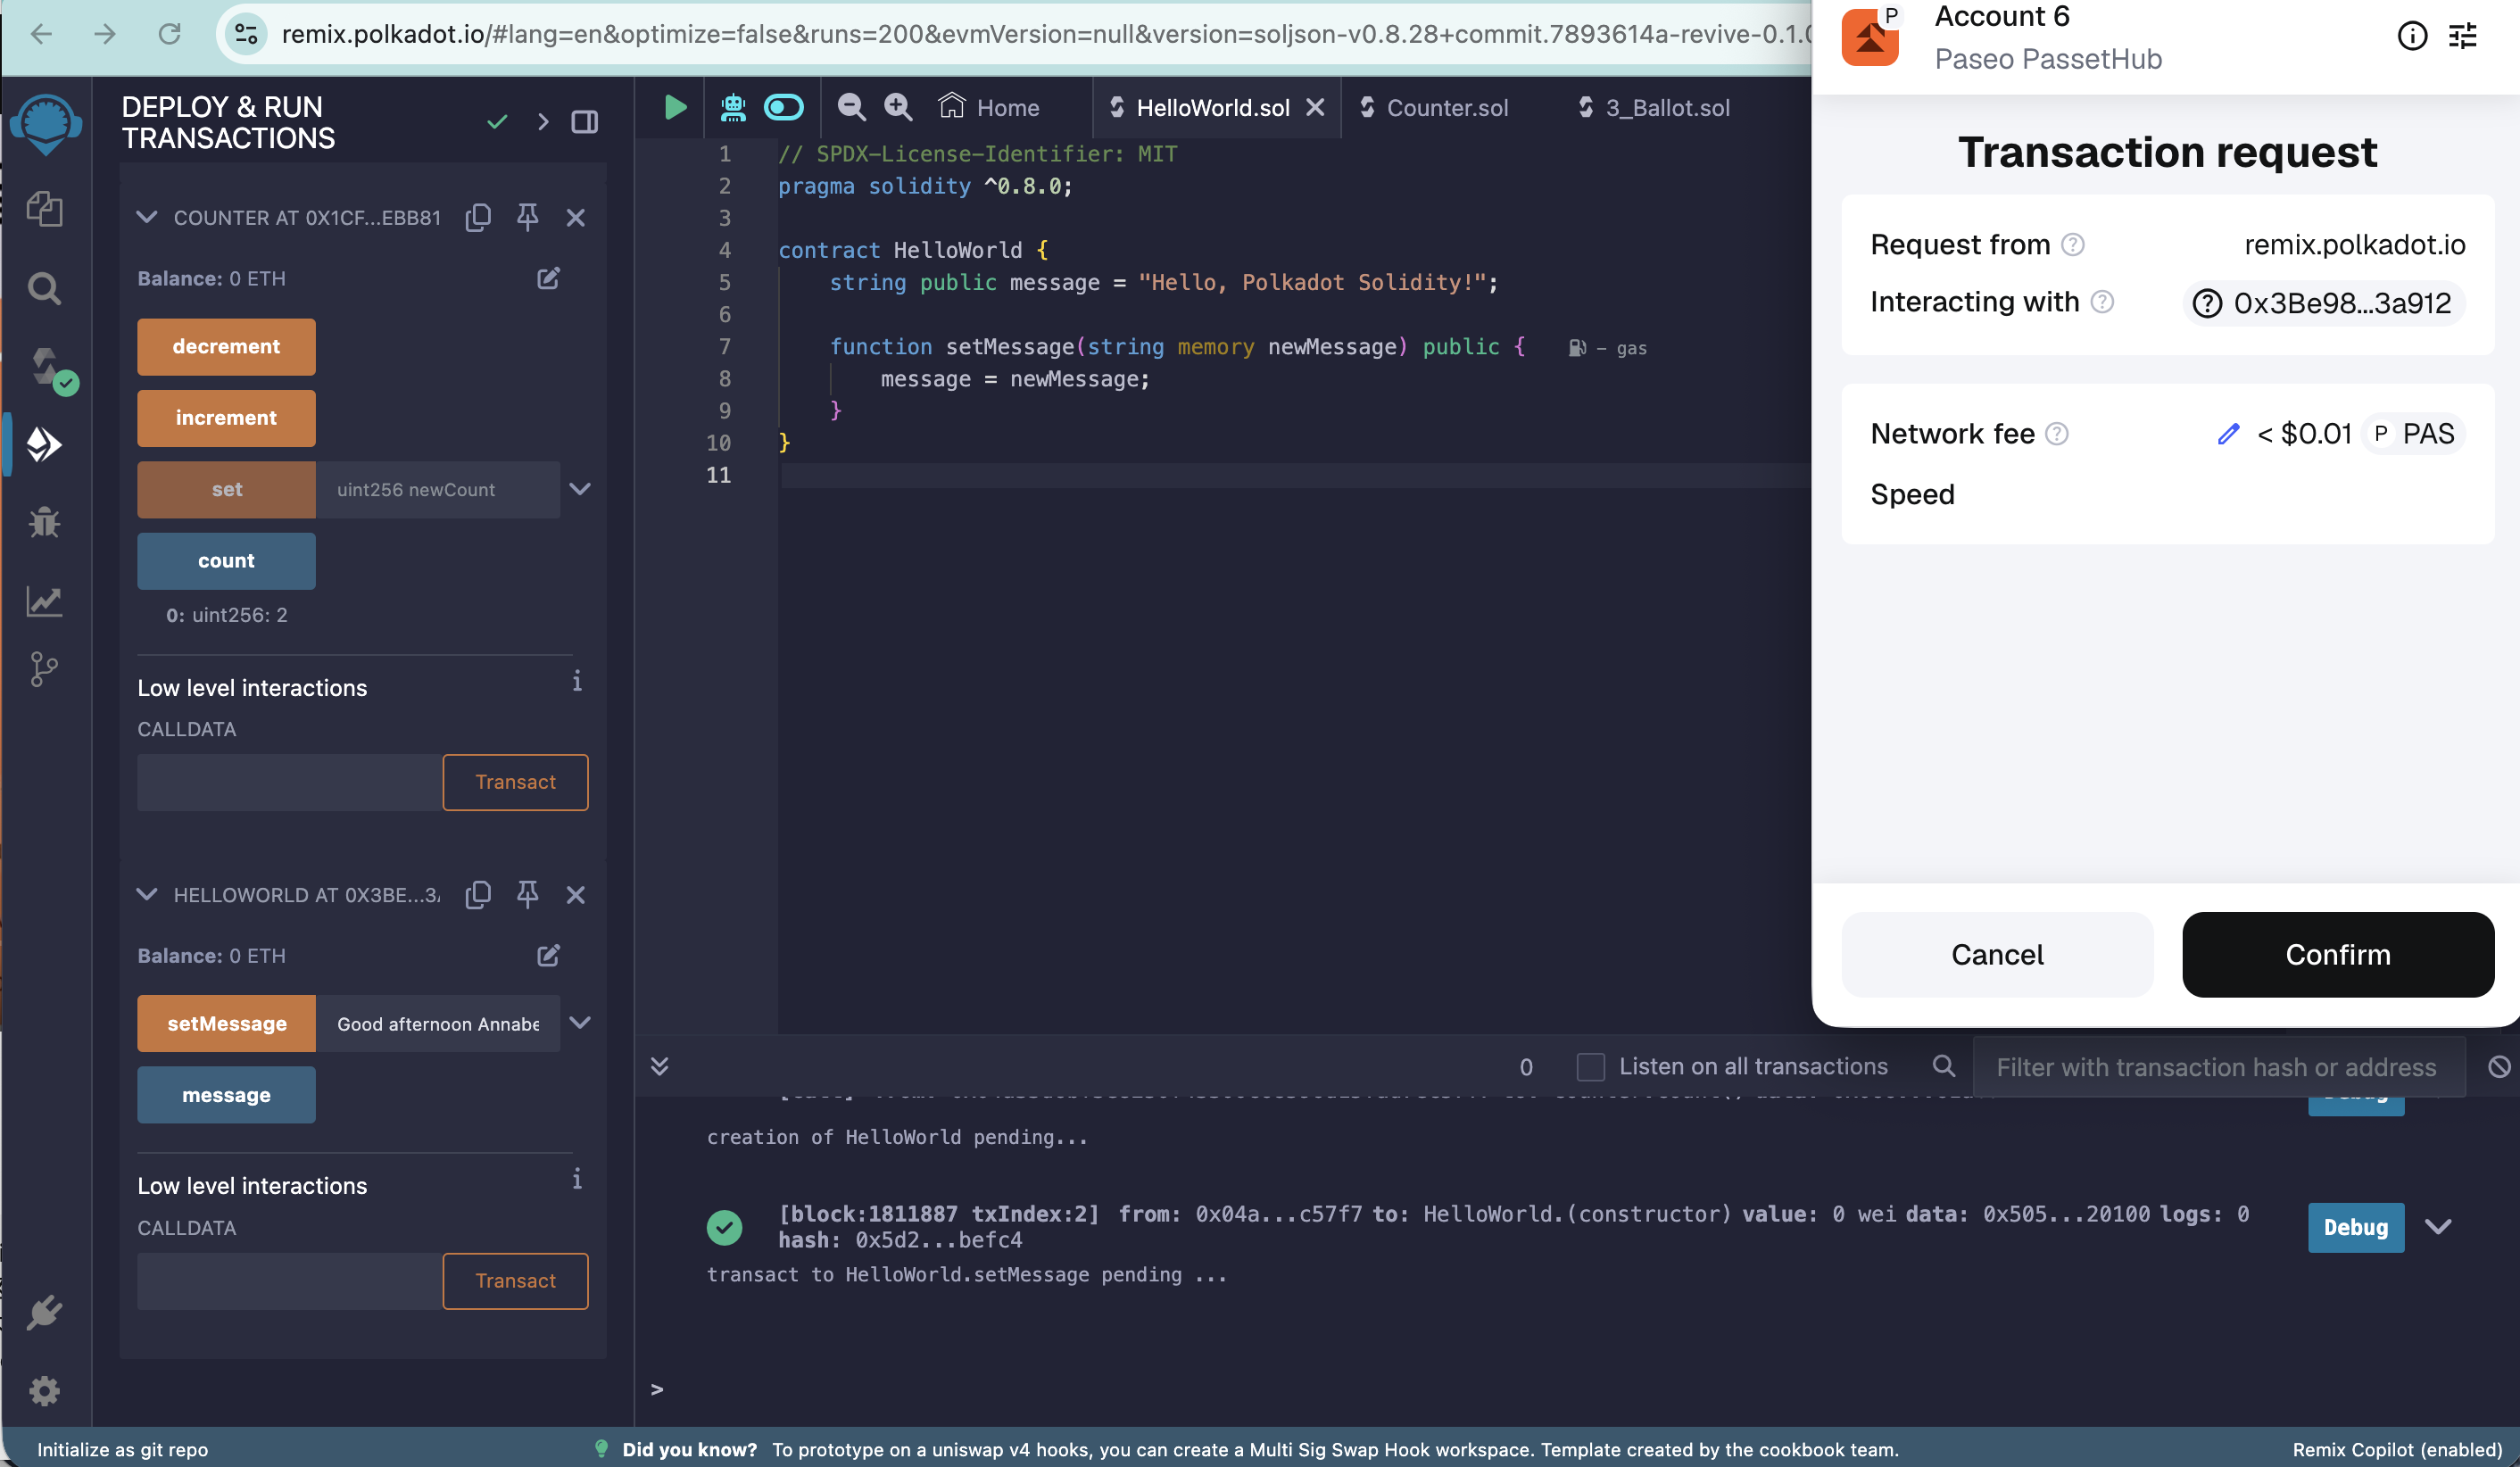 remix.polkadot.io/#lang=en&optimize=false&runs=200&evmVersion=null&version=soljson-v0.8.28+commit.7893614a-revive-0.1.
DEPLOY & RUN
TRANSACTIONS
COUNTER AT 0X1CF...EBB81
Balance: 0 ETH
decrement
increment
set
uint256 newCount
count
0: uint256: 2
Low level interactions
CALLDATA
Transact
HELLOWORLD AT 0X3BE...3
Balance: 0 ETH
setMessage
Good afternoon Annabe
message
Low level interactions
CALLDATA
Transact
Home
HelloWorld.sol
Counter.sol
3_Ballot.sol
1 // SPDX-License-Identifier: MIT
2 pragma solidity ^0.8.0;
3
4 contract HelloWorld {
5 string public message = "Hello, Polkadot Solidity!";
6
7 function setMessage(string memory newMessage) public { - gas
8 message = newMessage;
9 }
10 }
11
P
Account 6
Paseo PassetHub
Transaction request
Request from remix.polkadot.io
Interacting with 0x3Be98...3a912
Network fee < $0.01 P PAS
Speed
Cancel
Confirm
0
Listen on all transactions
Filter with transaction hash or address
creation of HelloWorld pending...
[block:1811887 txIndex:2] from: 0x04a...c57f7 to: HelloWorld.(constructor) value: 0 wei data: 0x505...20100 logs: 0
hash: 0x5d2...befc4
Debug
transact to HelloWorld.setMessage pending ...
>
Initialize as git repo
Did you know? To prototype on a uniswap v4 hooks, you can create a Multi Sig Swap Hook workspace. Template created by the cookbook team.
Remix Copilot (enabled)